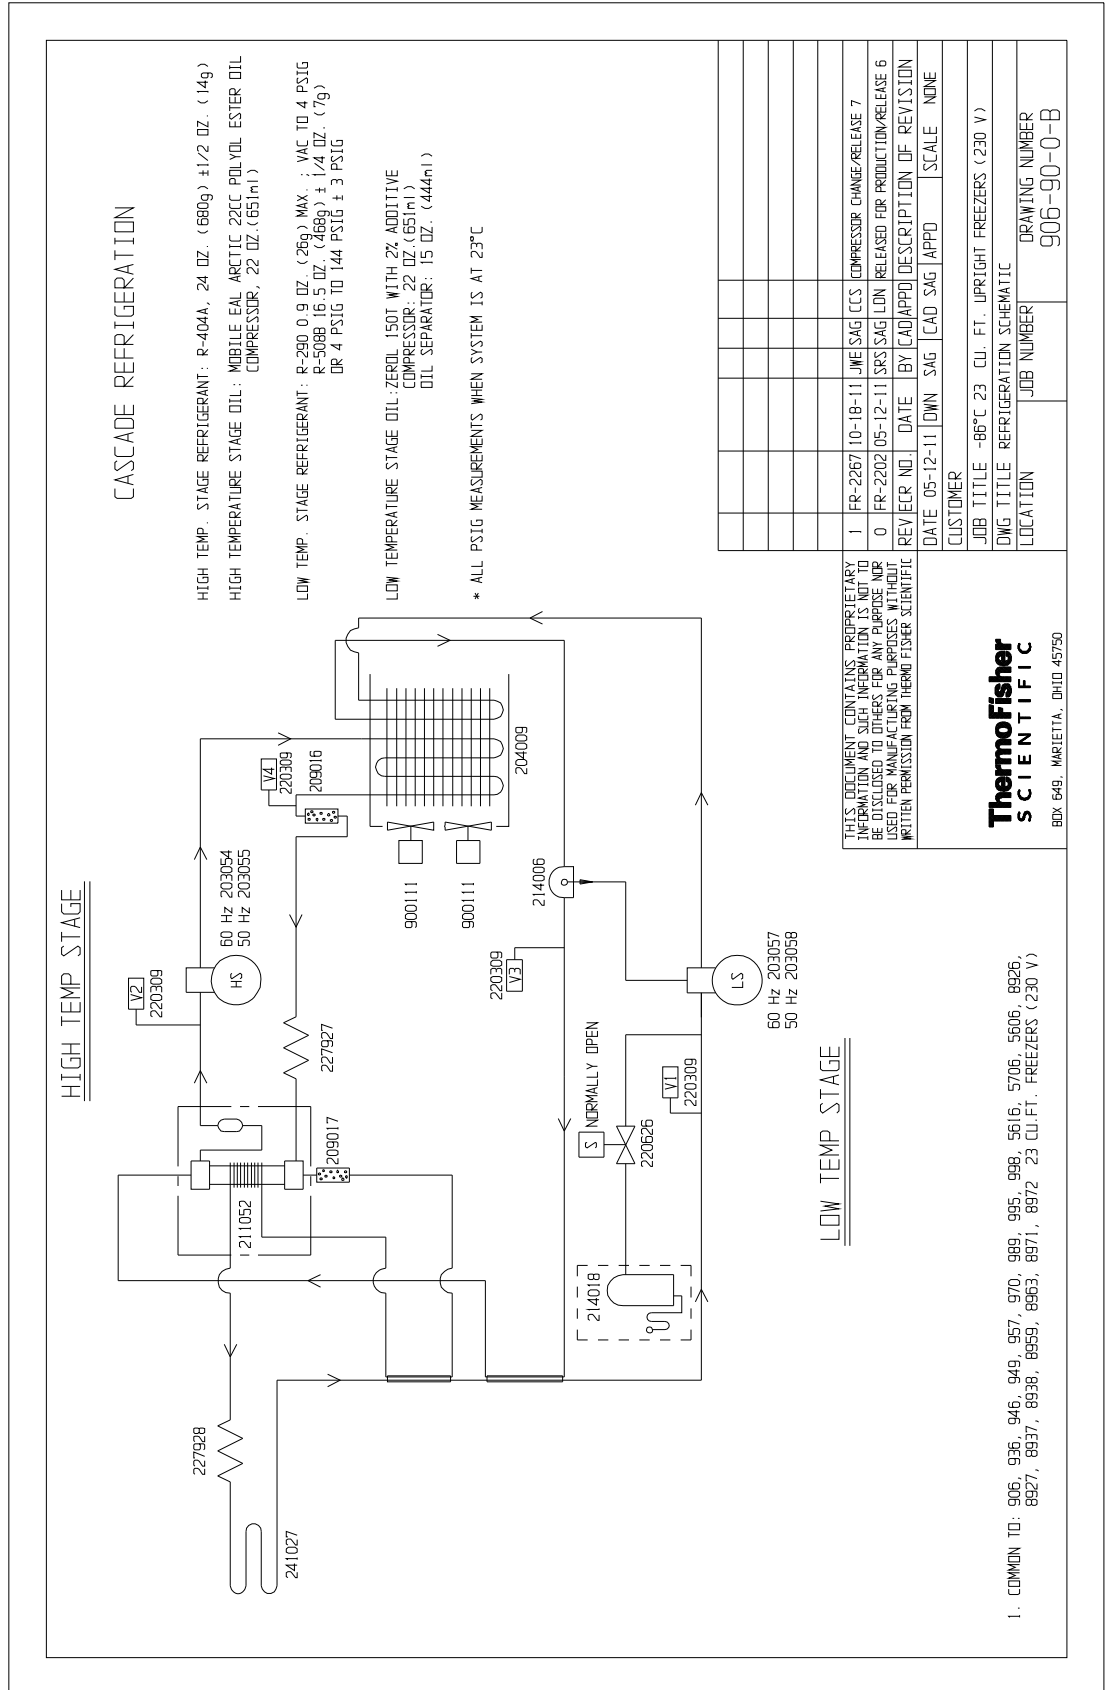 CASCADE REFRIGERATION
HIGH TEMP. STAGE REFRIGERANT: R-404A, 24 OZ. (680g) ±1/2 OZ. (14g)
HIGH TEMPERATURE STAGE OIL: MOBILE EAL ARCTIC 22CC POLYOL ESTER OIL
COMPRESSOR, 22 OZ.(651ml)
LOW TEMP. STAGE REFRIGERANT: R-290 0.9 OZ. (26g) MAX. ; VAC TO 4 PSIG
R-508B 16.5 OZ. (468g) ± 1/4 OZ. (7g)
OR 4 PSIG TO 144 PSIG ± 3 PSIG
LOW TEMPERATURE STAGE OIL:ZEROL 150T WITH 2% ADDITIVE
COMPRESSOR: 22 OZ.(651ml)
OIL SEPARATOR: 15 OZ. (444ml)
* ALL PSIG MEASUREMENTS WHEN SYSTEM IS AT 23°C
HIGH TEMP STAGE
V2
220309
HS
60 Hz 203054
50 Hz 203055
V4
220309
209016
204009
900111
900111
227927
209017
211052
227928
241027
214006
V3
220309
S
NORMALLY OPEN
220626
214018
V1
220309
LS
60 Hz 203057
50 Hz 203058
LOW TEMP STAGE
1. COMMON TO: 906, 936, 946, 949, 957, 970, 989, 995, 998, 5616, 5706, 5606, 8926,
8927, 8937, 8938, 8959, 8963, 8971, 8972 23 CU.FT. FREEZERS (230 V)
THIS DOCUMENT CONTAINS PROPRIETARY
INFORMATION AND SUCH INFORMATION IS NOT TO
BE DISCLOSED TO OTHERS FOR ANY PURPOSE NOR
USED FOR MANUFACTURING PURPOSES WITHOUT
WRITTEN PERMISSION FROM THERMO FISHER SCIENTIFIC
ThermoFisher
SCIENTIFIC
BOX 649, MARIETTA, OHIO 45750
1 FR-2267 10-18-11 JWE SAG CCS COMPRESSOR CHANGE/RELEASE 7
0 FR-2202 05-12-11 SRS SAG LDN RELEASED FOR PRODUCTION/RELEASE 6
REV ECR NO. DATE BY CAD APPD DESCRIPTION OF REVISION
DATE 05-12-11 DWN SAG CAD SAG APPD SCALE NONE
CUSTOMER
JOB TITLE -86°C 23 CU. FT. UPRIGHT FREEZERS (230 V)
DWG TITLE REFRIGERATION SCHEMATIC
LOCATION JOB NUMBER DRAWING NUMBER
906-90-0-B